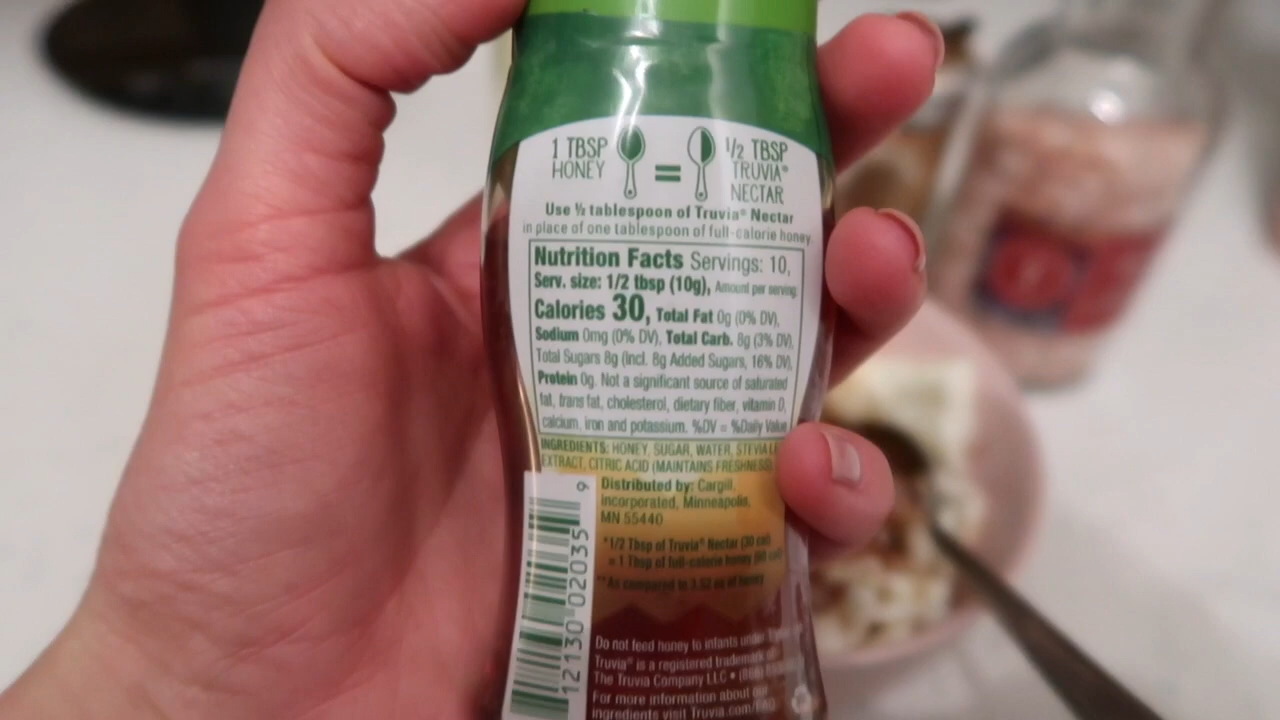 1 TBSP HONEY = 1/2 TBSP TRUVIA® NECTAR
Use ½ tablespoon of Truvia® Nectar
in place of one tablespoon of full-calorie honey.
Nutrition Facts Servings: 10,
Serv. size: 1/2 tbsp (10g), Amount per serving:
Calories 30, Total Fat 0g (0% DV),
Sodium 0mg (0% DV), Total Carb. 8g (3% DV),
Total Sugars 8g (Incl. 8g Added Sugars, 16% DV),
Protein 0g. Not a significant source of saturated
fat, trans fat, cholesterol, dietary fiber, vitamin D,
calcium, iron and potassium. %DV = %Daily Value
INGREDIENTS: HONEY, SUGAR, WATER, STEVIA
EXTRACT, CITRIC ACID (MAINTAINS FRESHNESS)
Distributed by: Cargill,
Incorporated, Minneapolis,
MN 55440
*1/2 Tbsp of Truvia® Nectar (30 cal)
= 1 Tbsp of full-calorie honey
**As compared to 3.52 oz of honey
12130 02035 9
Do not feed honey to infants under
Truvia® is a registered trademark of
The Truvia Company LLC •
For more information about our
ingredients visit Truvia.com/FAQ